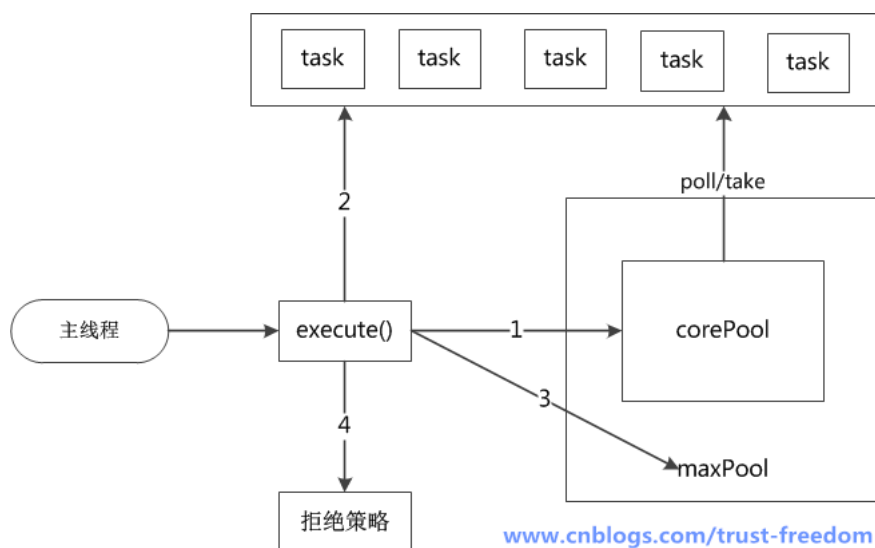 task
task
task
task
task
poll/take
2
主线程
execute()
1
corePool
3
4
maxPool
拒绝策略
www.cnblogs.com/trust-freedom